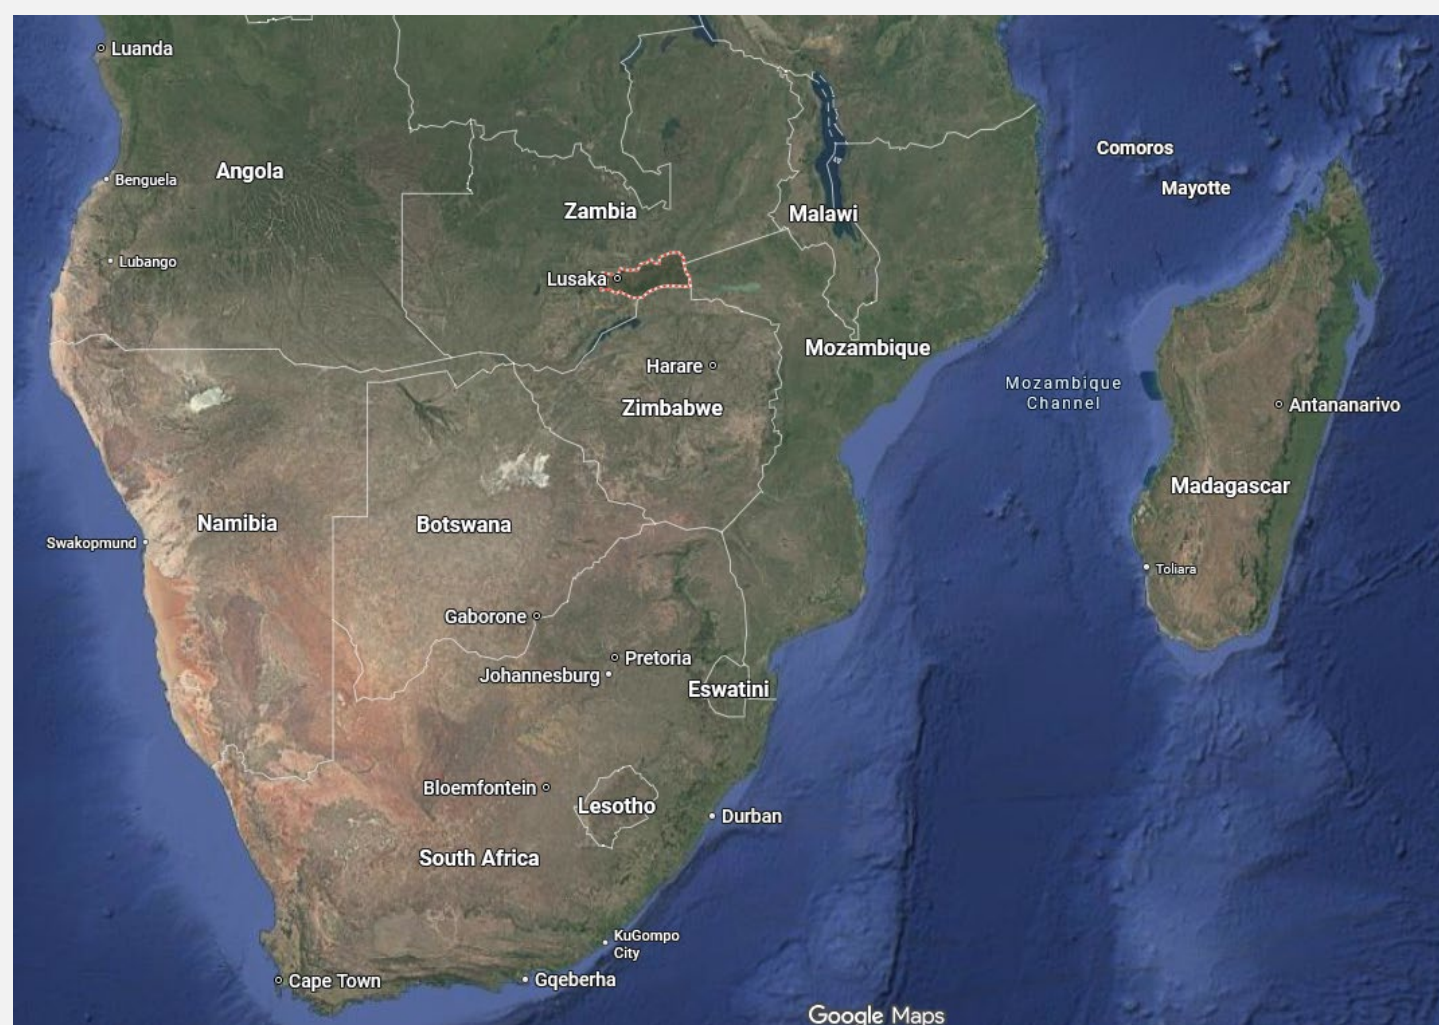 Luanda
Comoros
Angola
Benguela
Mayotte
Zambia
Malawi
Lubango
Lusaka
Mozambique
Harare
Mozambique
Channel
Zimbabwe
Antananarivo
Madagascar
Namibia
Botswana
Swakopmund
Toliara
Gaborone
Pretoria
Johannesburg
Eswatini
Bloemfontein
Lesotho
Durban
South Africa
KuGompo
City
Cape Town
Gqeberha
Google Maps